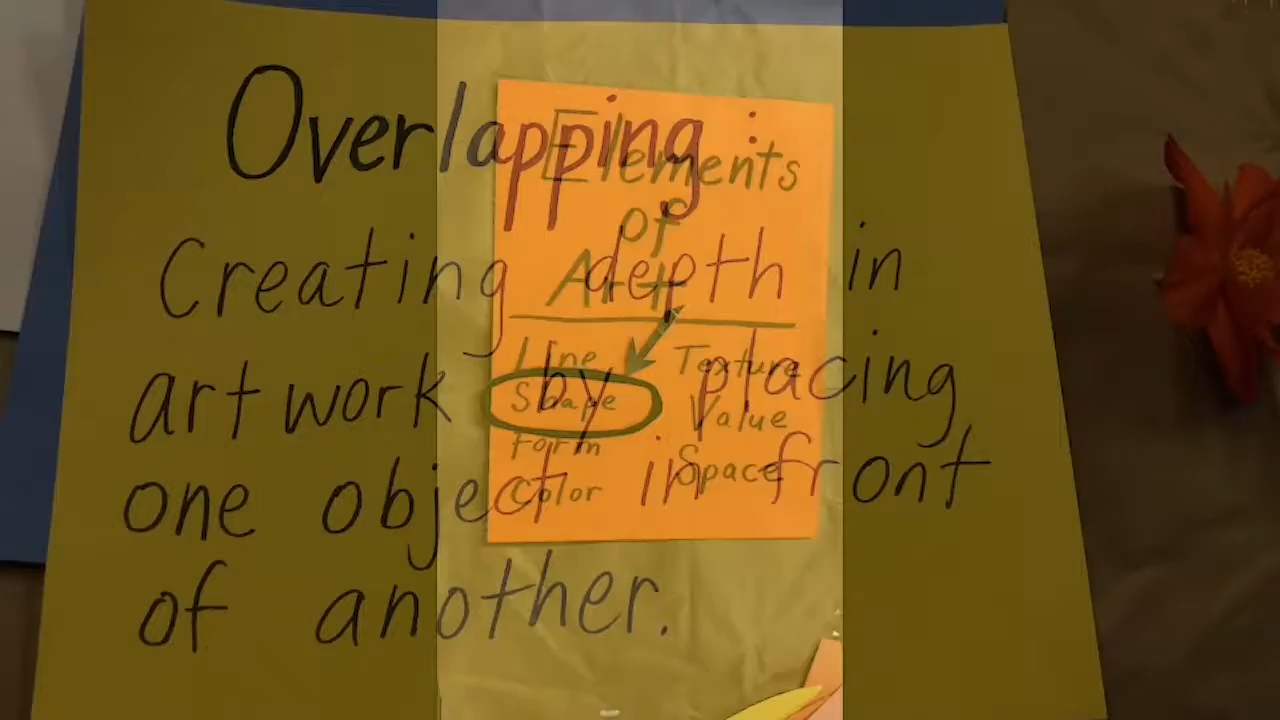 Overlapping:
Creating depth in
artwork by placing
one object in front
of another.
Elements
of
Art
Line
Shape
Form
Color
Texture
Value
Space